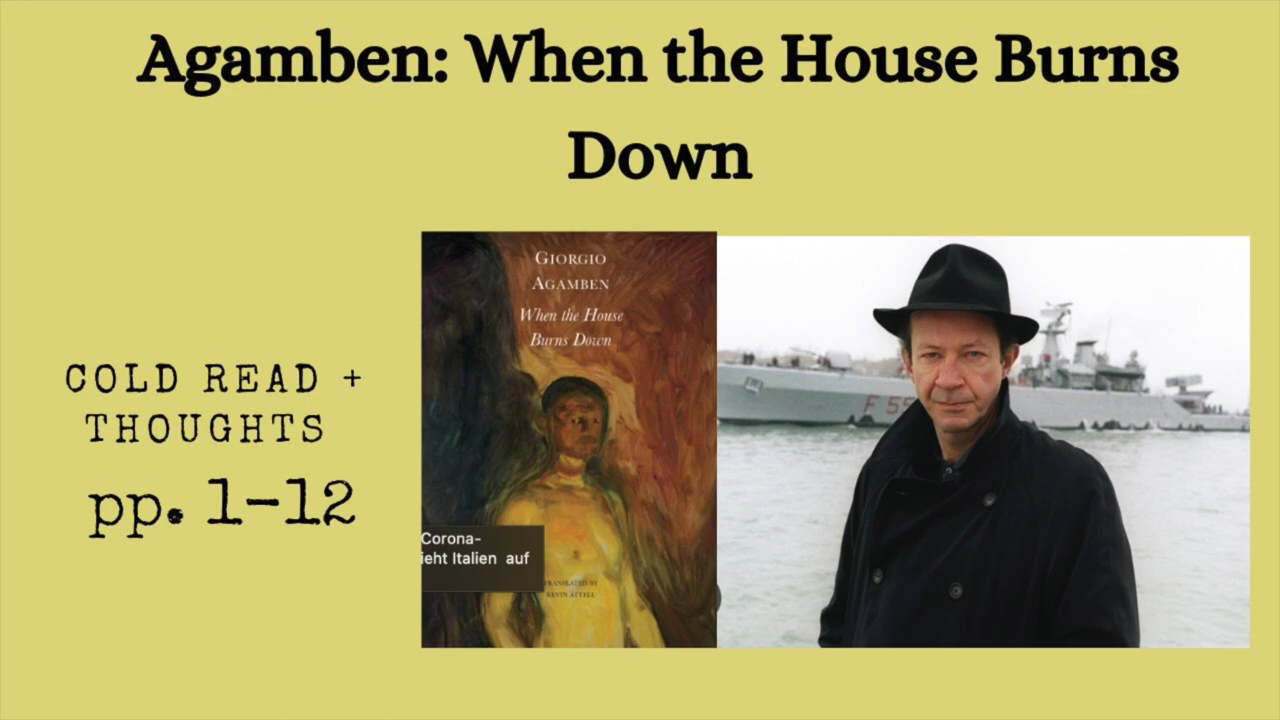 Agamben: When the House Burns
Down
COLD READ +
THOUGHTS
pp. 1-12
GIORGIO
AGAMBEN
When the House
Burns Down
Corona-
ieht Italien auf
TRANSLATED BY
KEVIN ATTELL
F 55